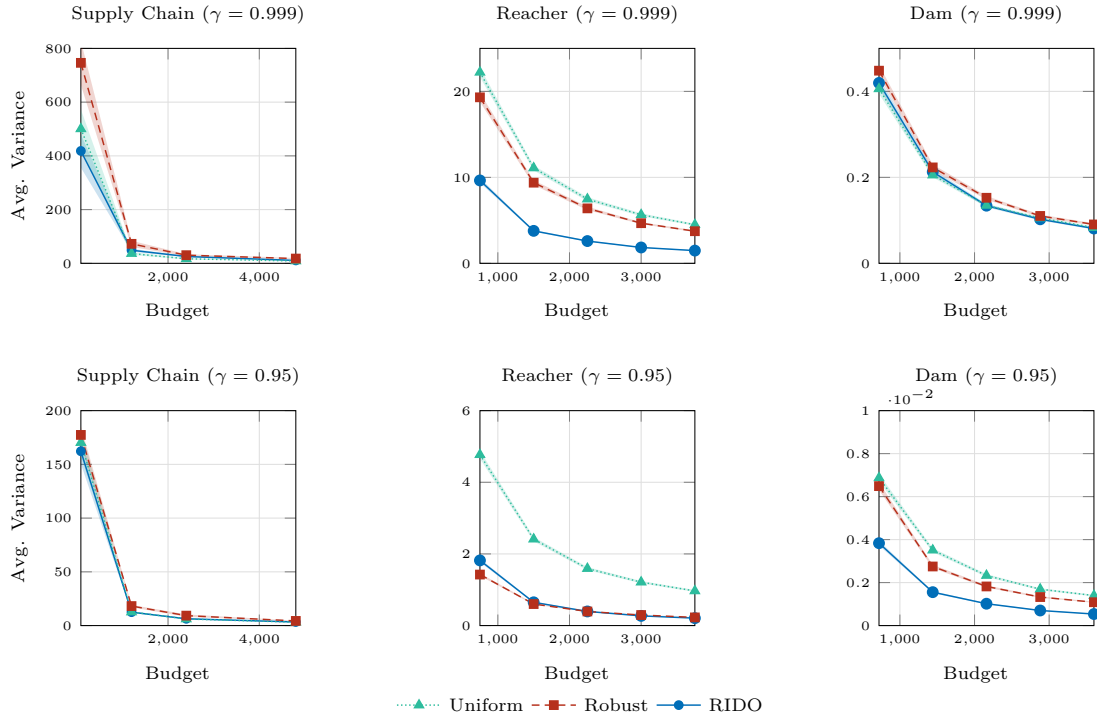 Supply Chain (γ = 0.999)
Reacher (γ = 0.999)
Dam (γ = 0.999)
Avg. Variance
800
600
400
200
0
2,000
4,000
Budget
20
10
0
1,000
2,000
3,000
Budget
0.4
0.2
0
1,000
2,000
3,000
Budget
Supply Chain (γ = 0.95)
Reacher (γ = 0.95)
Dam (γ = 0.95)
Avg. Variance
200
150
100
50
0
2,000
4,000
Budget
6
4
2
0
1,000
2,000
3,000
Budget
·10−2
1
0.8
0.6
0.4
0.2
0
1,000
2,000
3,000
Budget
Uniform Robust RIDO